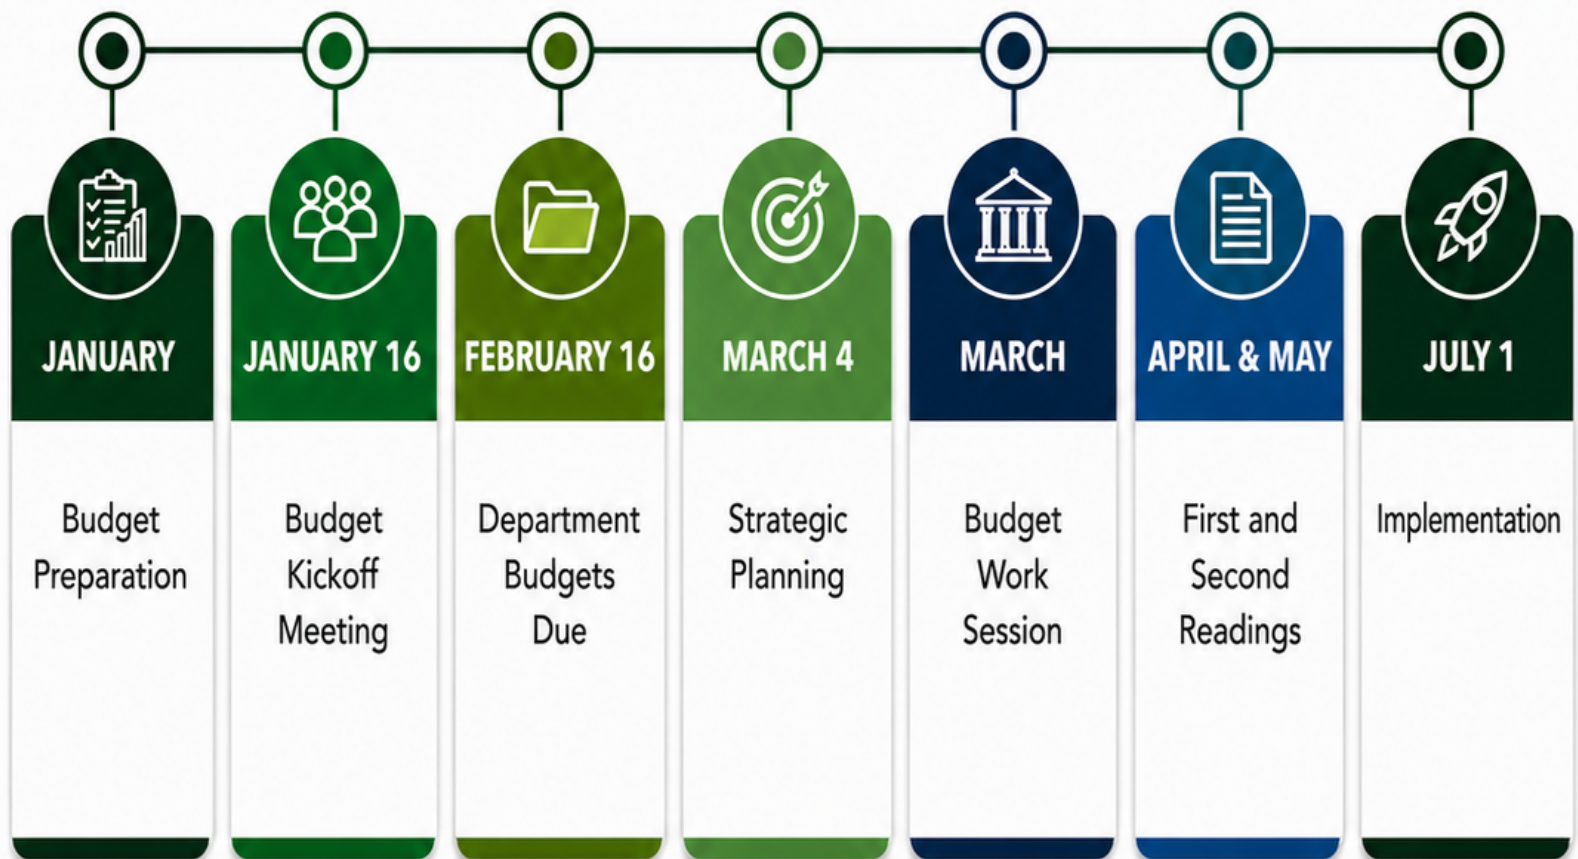 JANUARY
Budget
Preparation
JANUARY 16
Budget
Kickoff
Meeting
FEBRUARY 16
Department
Budgets
Due
MARCH 4
Strategic
Planning
MARCH
Budget
Work
Session
APRIL & MAY
First and
Second
Readings
JULY 1
Implementation